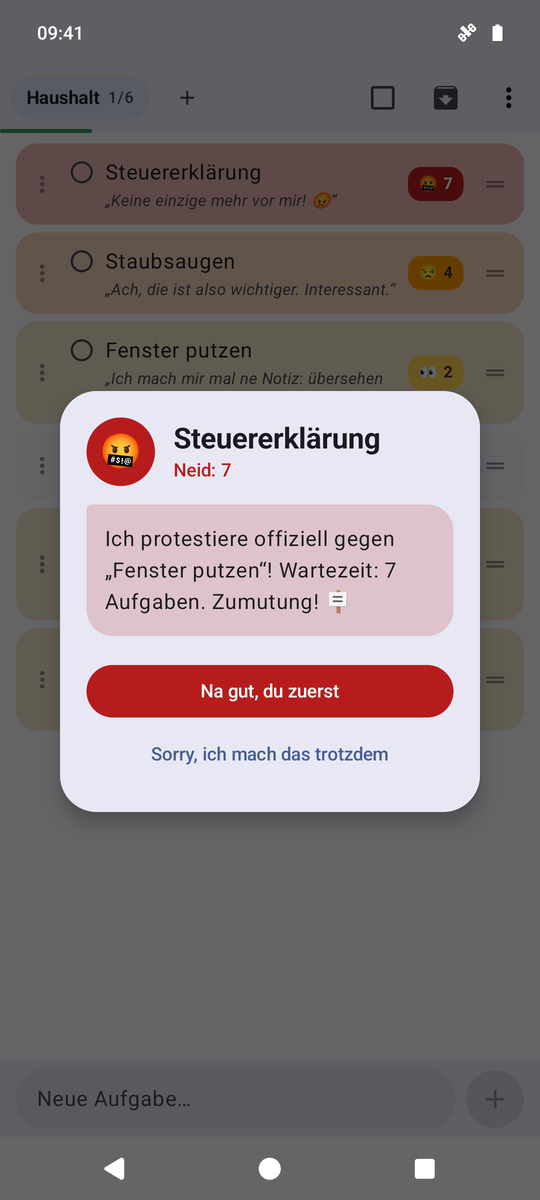 09:41
Haushalt 1/6
Steuererklärung
„Keine einzige mehr vor mir! 😡“
🤬 7
Staubsaugen
„Ach, die ist also wichtiger. Interessant.“
😒 4
Fenster putzen
„Ich mach mir mal ne Notiz: übersehen
👀 2
Steuererklärung
Neid: 7
Ich protestiere offiziell gegen
„Fenster putzen“! Wartezeit: 7
Aufgaben. Zumutung! 🪧
Na gut, du zuerst
Sorry, ich mach das trotzdem
Neue Aufgabe…